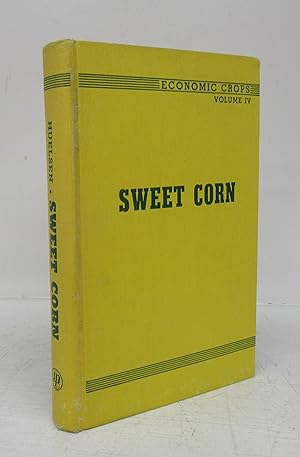 ECONOMIC CROPS
VOLUME IV
SWEET CORN
HUELSEN • SWEET CORN